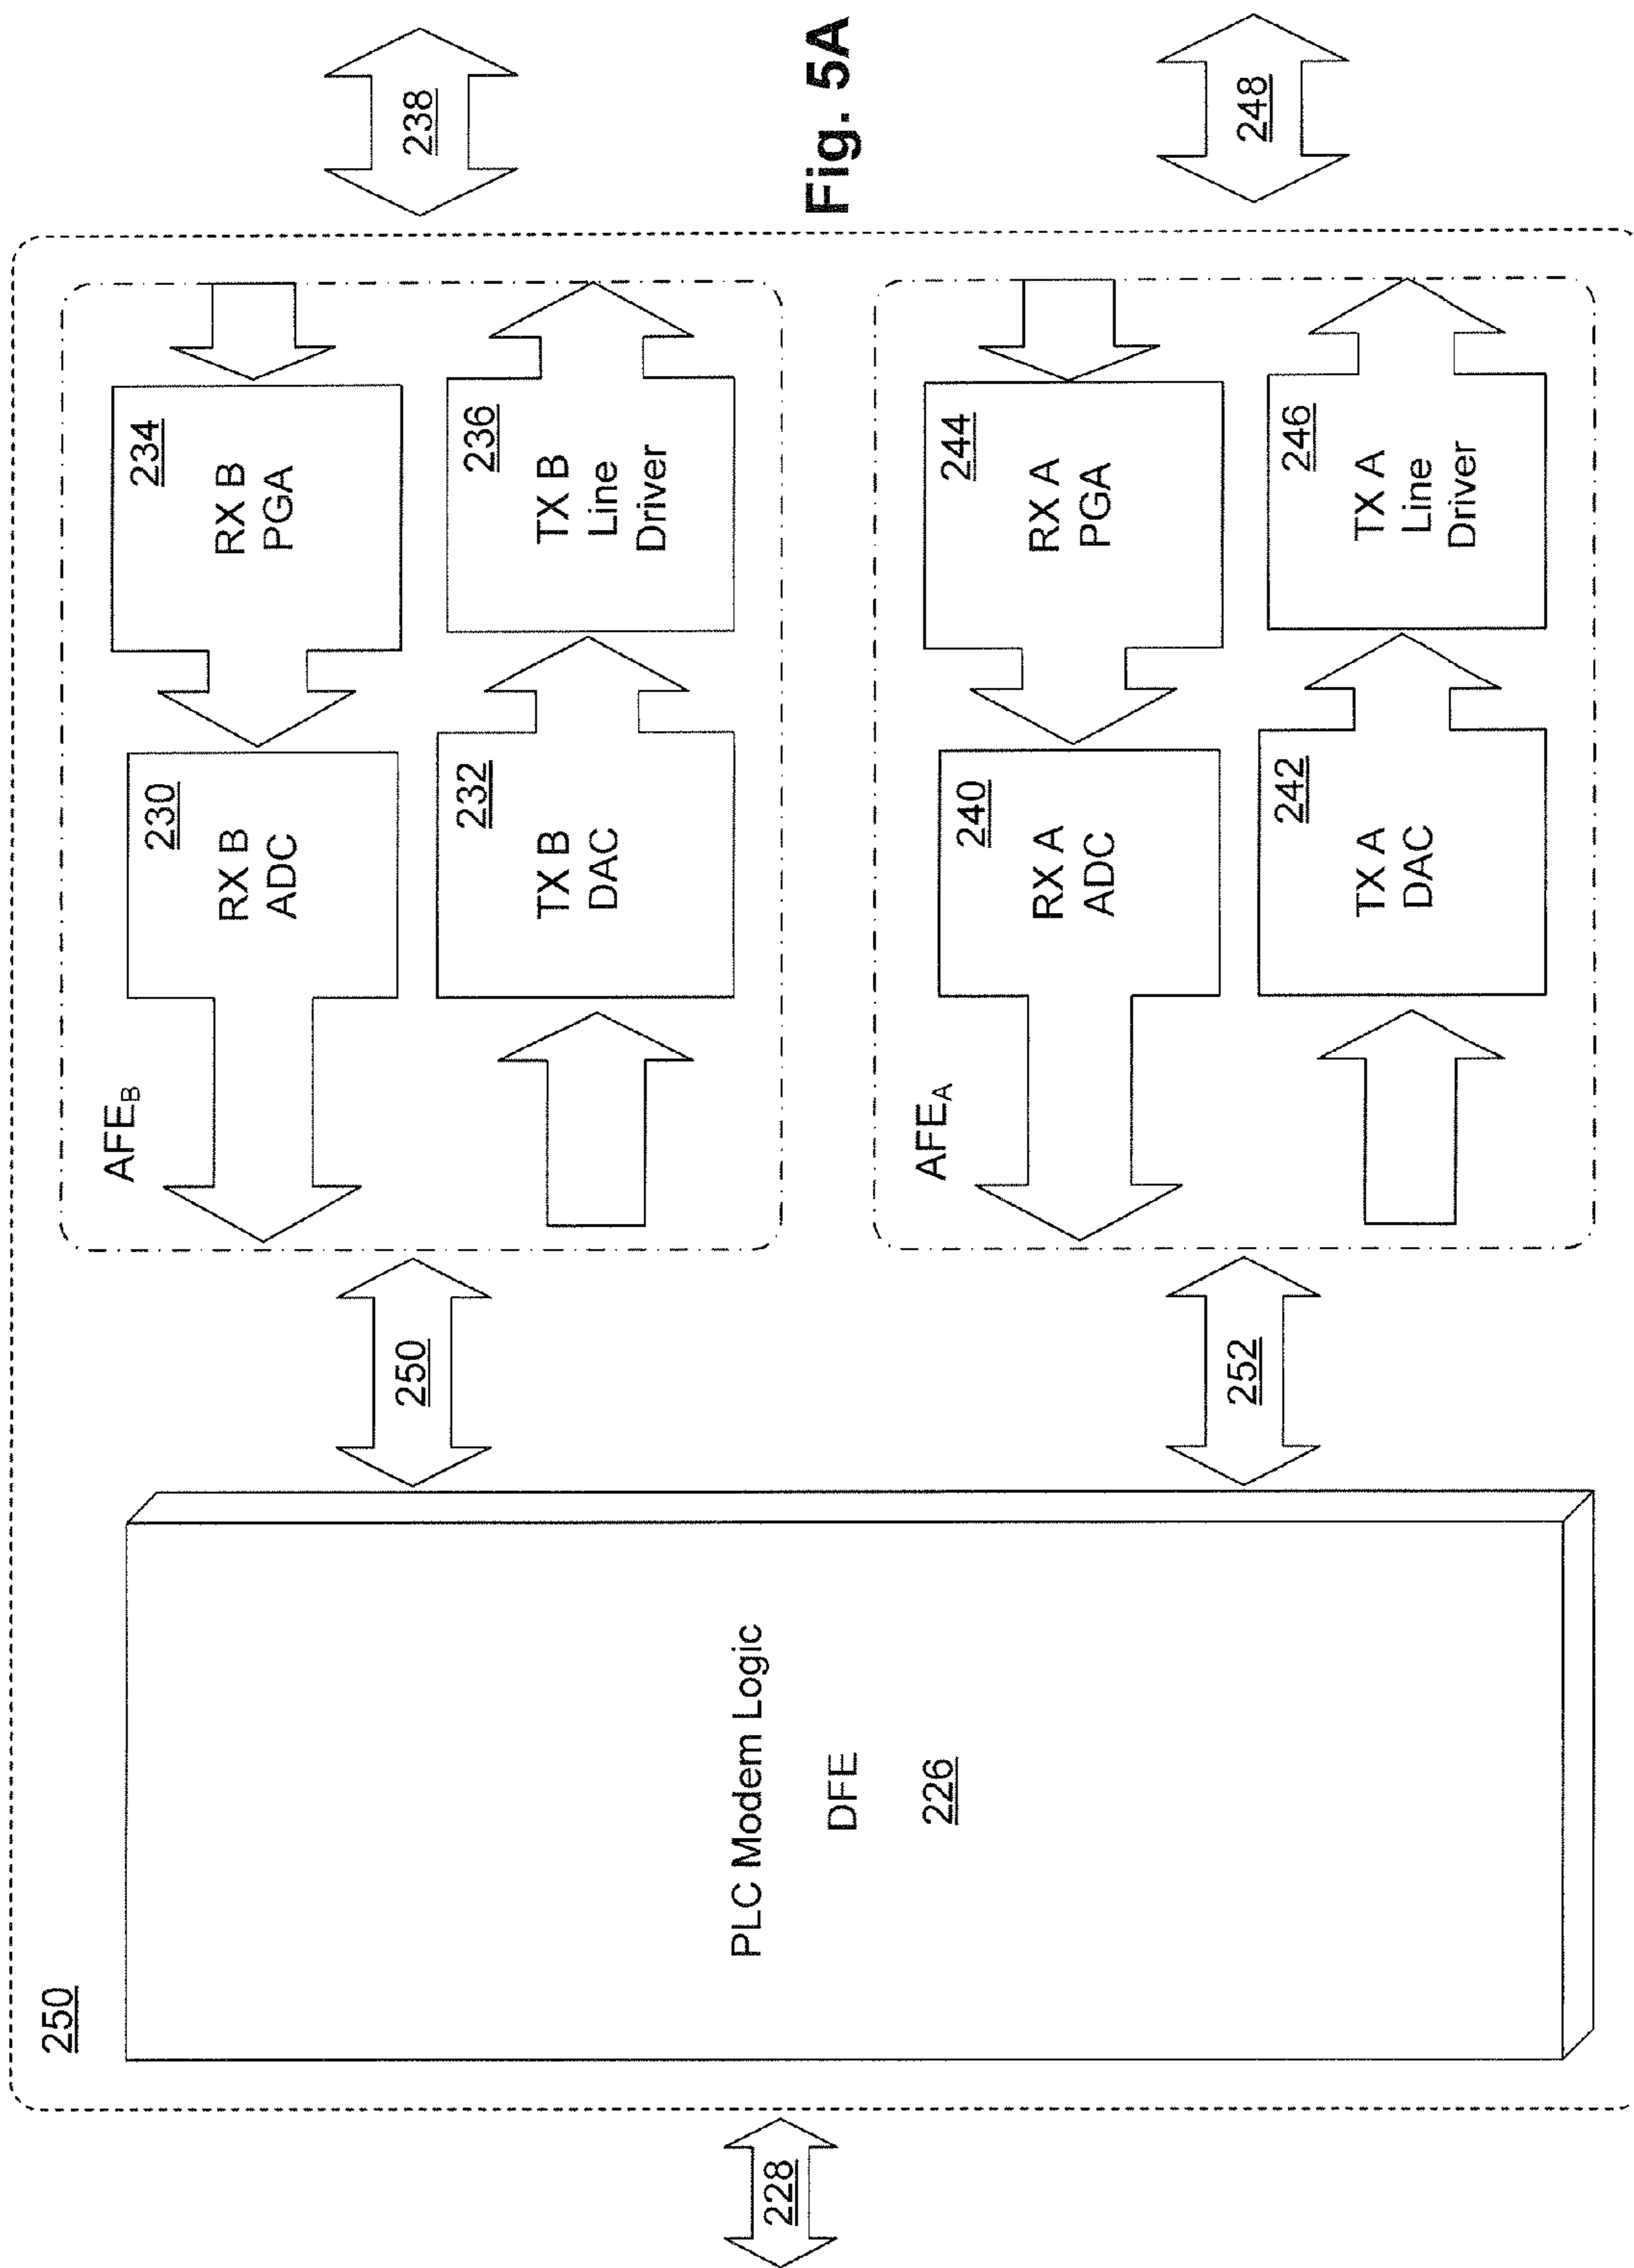 250
228
PLC Modem Logic
DFE
226
250
252
AFE_B
RX B
ADC
230
RX B
PGA
234
TX B
DAC
232
TX B
Line
Driver
236
238
AFE_A
RX A
ADC
240
RX A
PGA
244
TX A
DAC
242
TX A
Line
Driver
246
248
Fig. 5A